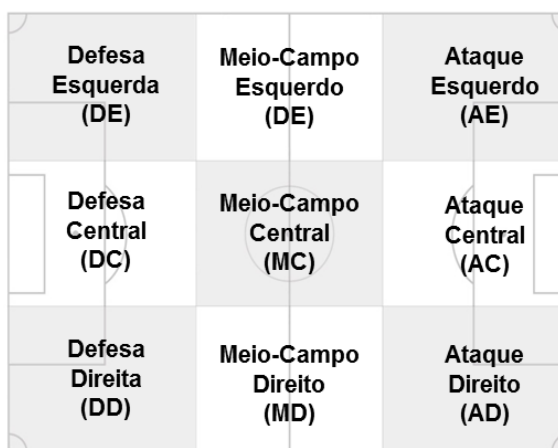 Defesa
Esquerda
(DE)
Meio-Campo
Esquerdo
(DE)
Ataque
Esquerdo
(AE)
Defesa
Central
(DC)
Meio-Campo
Central
(MC)
Ataque
Central
(AC)
Defesa
Direita
(DD)
Meio-Campo
Direito
(MD)
Ataque
Direito
(AD)